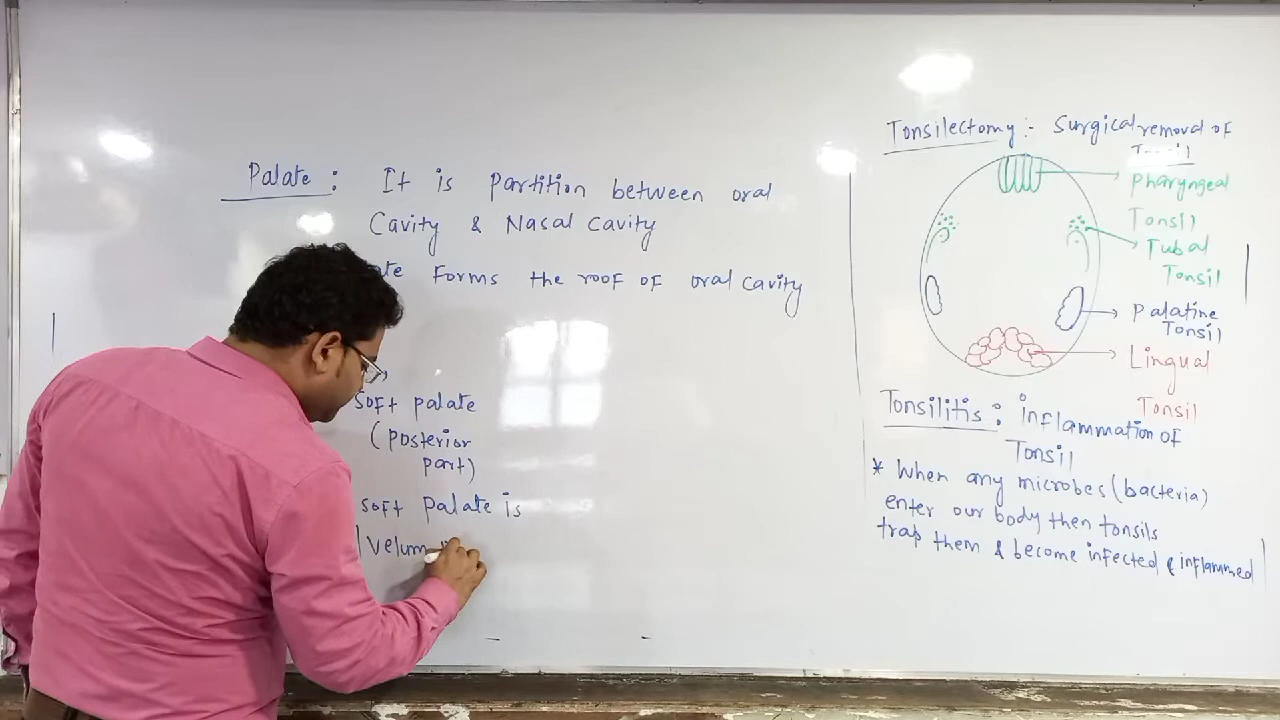 Palate : It is partition between oral
Cavity & Nasal Cavity
te Forms the roof of oral cavity
Soft palate
(posterior
part)
Soft palate is
Velum
Tonsilectomy :- Surgical removal of
Pharyngeal
Tonsil
Tubal
Tonsil
Palatine
Tonsil
Lingual
Tonsil
Tonsilitis : inflammation of
Tonsil
* When any microbes (bacteria)
enter our body then tonsils
trap them & become infected & inflammed